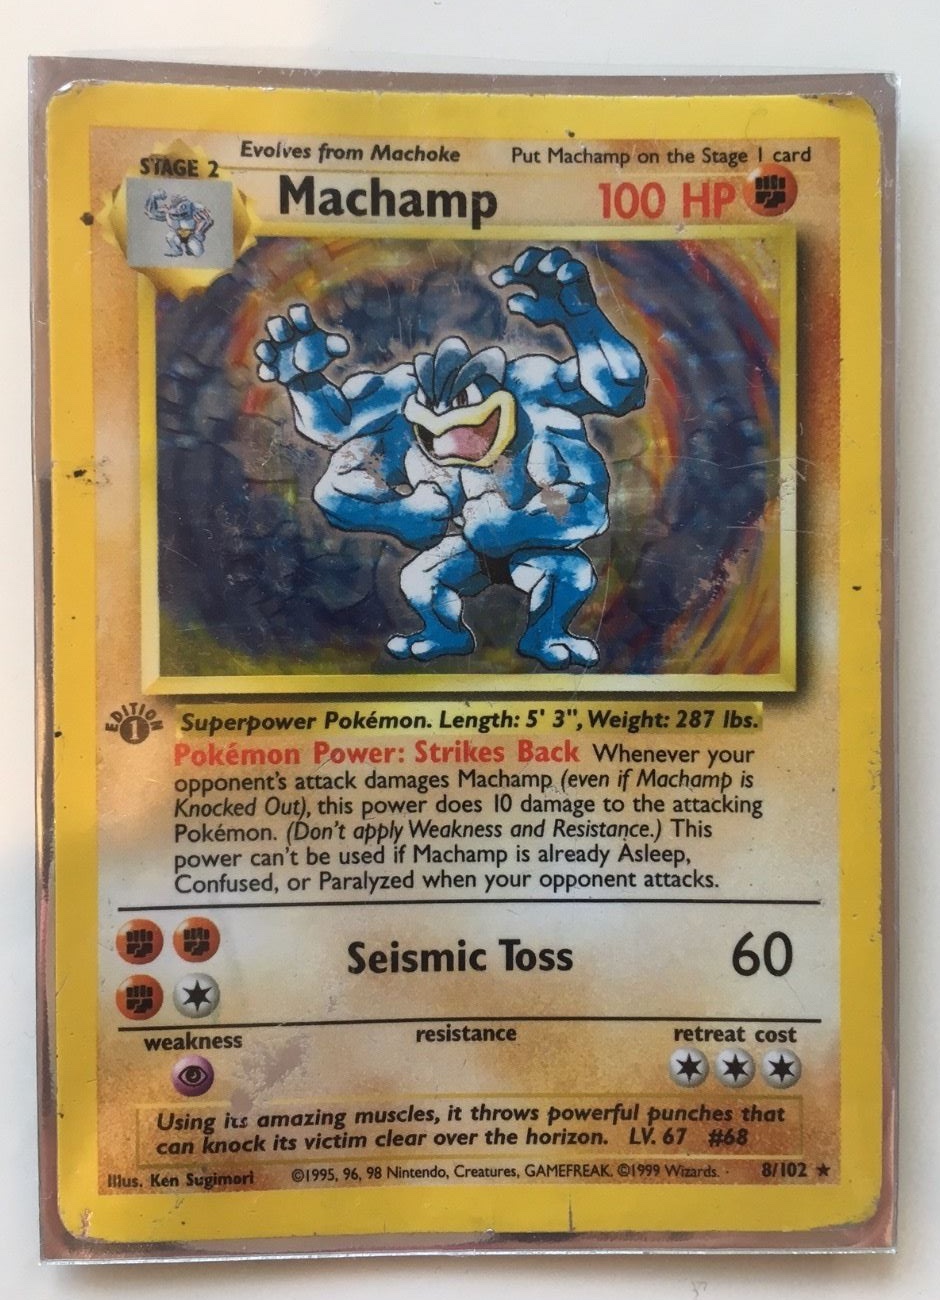 Evolves from Machoke
Put Machamp on the Stage 1 card
STAGE 2
Machamp
100 HP
EDITION
1
Superpower Pokémon. Length: 5' 3", Weight: 287 lbs.
Pokémon Power: Strikes Back Whenever your
opponent's attack damages Machamp (even if Machamp is
Knocked Out), this power does 10 damage to the attacking
Pokémon. (Don't apply Weakness and Resistance.) This
power can't be used if Machamp is already Asleep,
Confused, or Paralyzed when your opponent attacks.
Seismic Toss
60
weakness
resistance
retreat cost
Using its amazing muscles, it throws powerful punches that
can knock its victim clear over the horizon. LV. 67 #68
Illus. Ken Sugimori
©1995, 96, 98 Nintendo, Creatures, GAMEFREAK. ©1999 Wizards.
8/102 ★